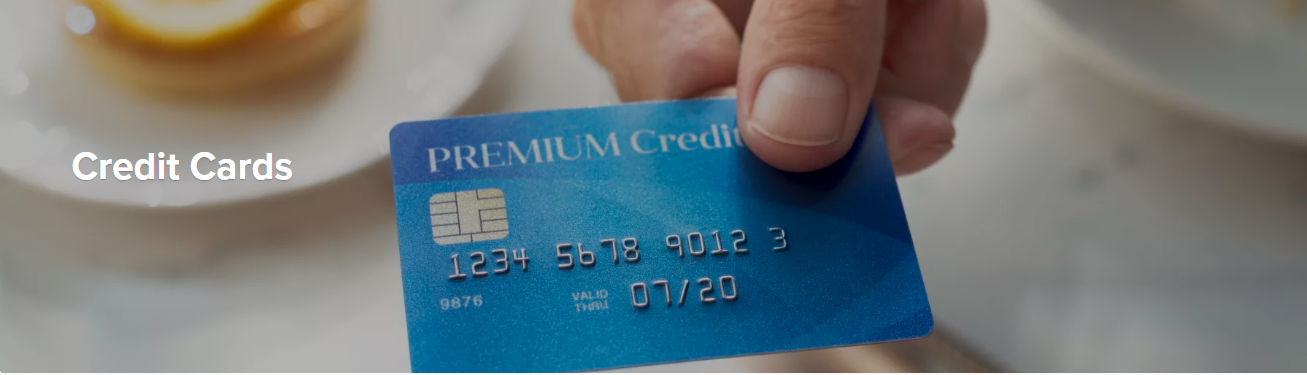 Credit Cards
PREMIUM Credit
1234 5678 9012 3
9876
VALID
THRU
07/20